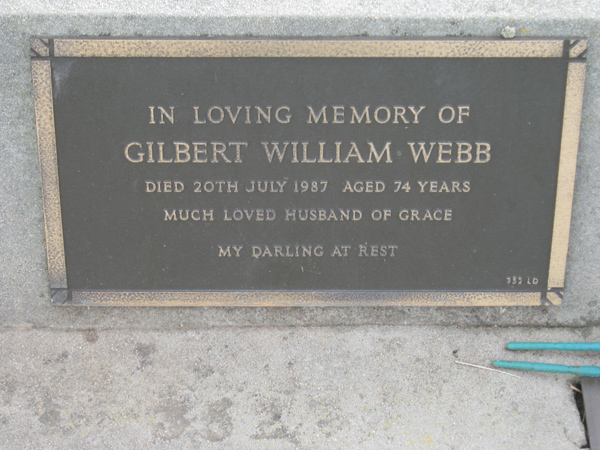 IN LOVING MEMORY OF
GILBERT WILLIAM WEBB
DIED 20TH JULY 1987 AGED 74 YEARS
MUCH LOVED HUSBAND OF GRACE
MY DARLING AT REST
LD